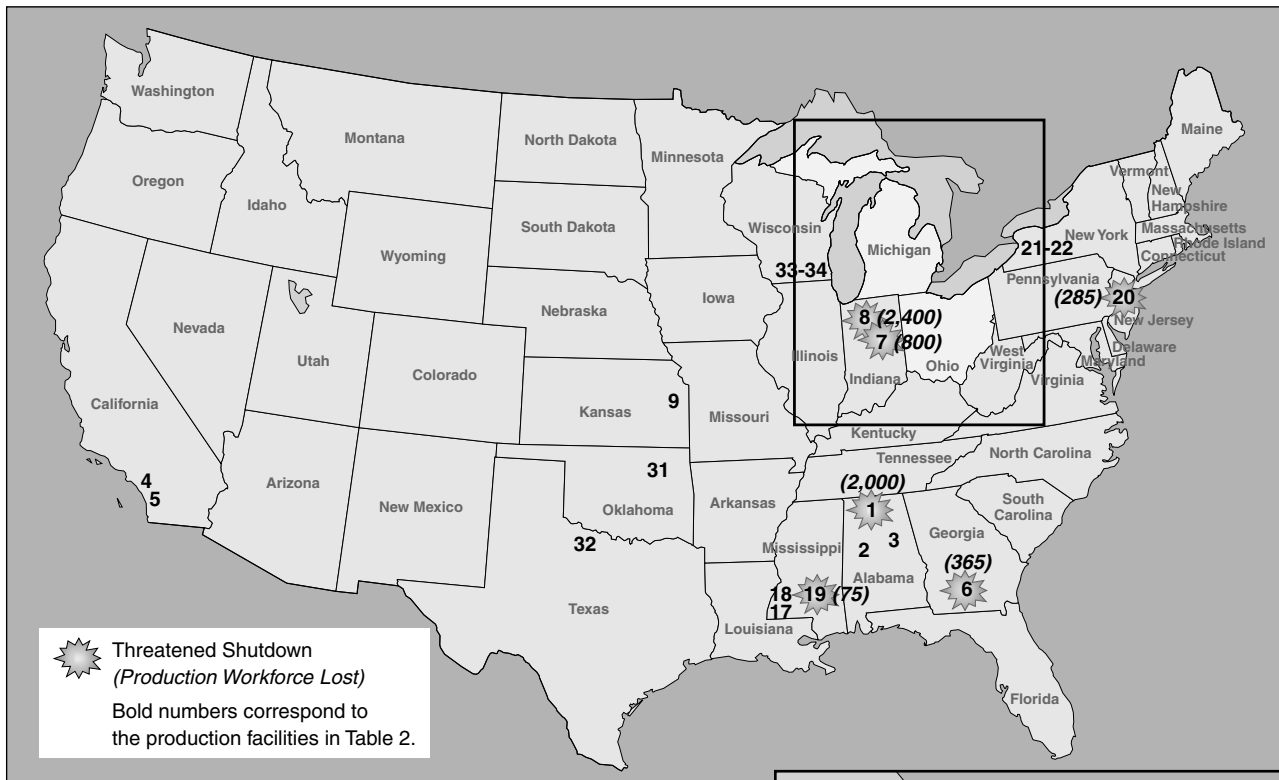 Washington
Montana
North Dakota
Minnesota
Maine
Oregon
Idaho
Vermont
New
Hampshire
South Dakota
Wisconsin
Michigan
New York
Massachusetts
Rhode Island
Connecticut
Wyoming
21-22
33-34
Pennsylvania
(285) 20
Iowa
Nebraska
8 (2,400)
New Jersey
Nevada
7 (800)
Utah
Illinois
Delaware
Maryland
West
Virginia
Ohio
Indiana
Virginia
Colorado
California
Kansas
9
Missouri
Kentucky
Tennessee
North Carolina
4
5
Arizona
31
(2,000)
New Mexico
Oklahoma
Arkansas
South
Carolina
1
32
Mississippi
2
3
Georgia
(365)
Alabama
6
18
19 (75)
17
Texas
Louisiana
Florida
Threatened Shutdown
(Production Workforce Lost)
Bold numbers correspond to
the production facilities in Table 2.